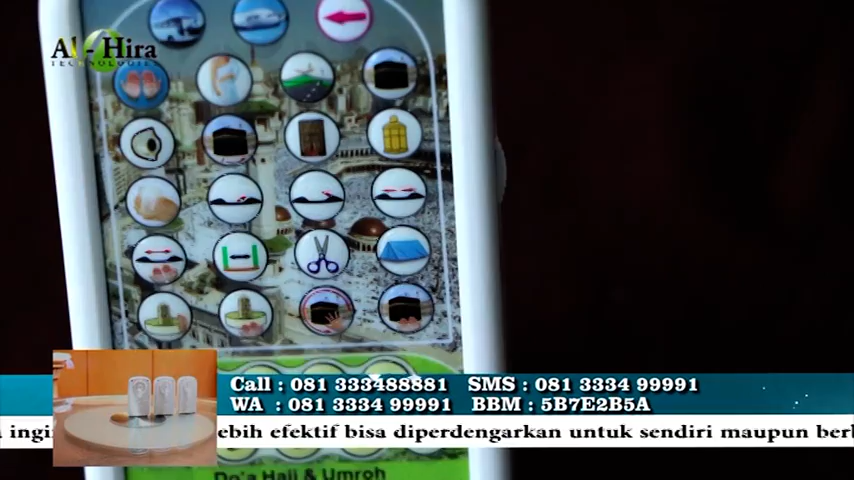 Al-Hira
TECHNOLOGIES
Call : 081 333488881 SMS : 081 3334 99991
WA : 081 3334 99991 BBM : 5B7E2B5A
ebih efektif bisa diperdengarkan untuk sendiri maupun
Do'a Haji & Umroh